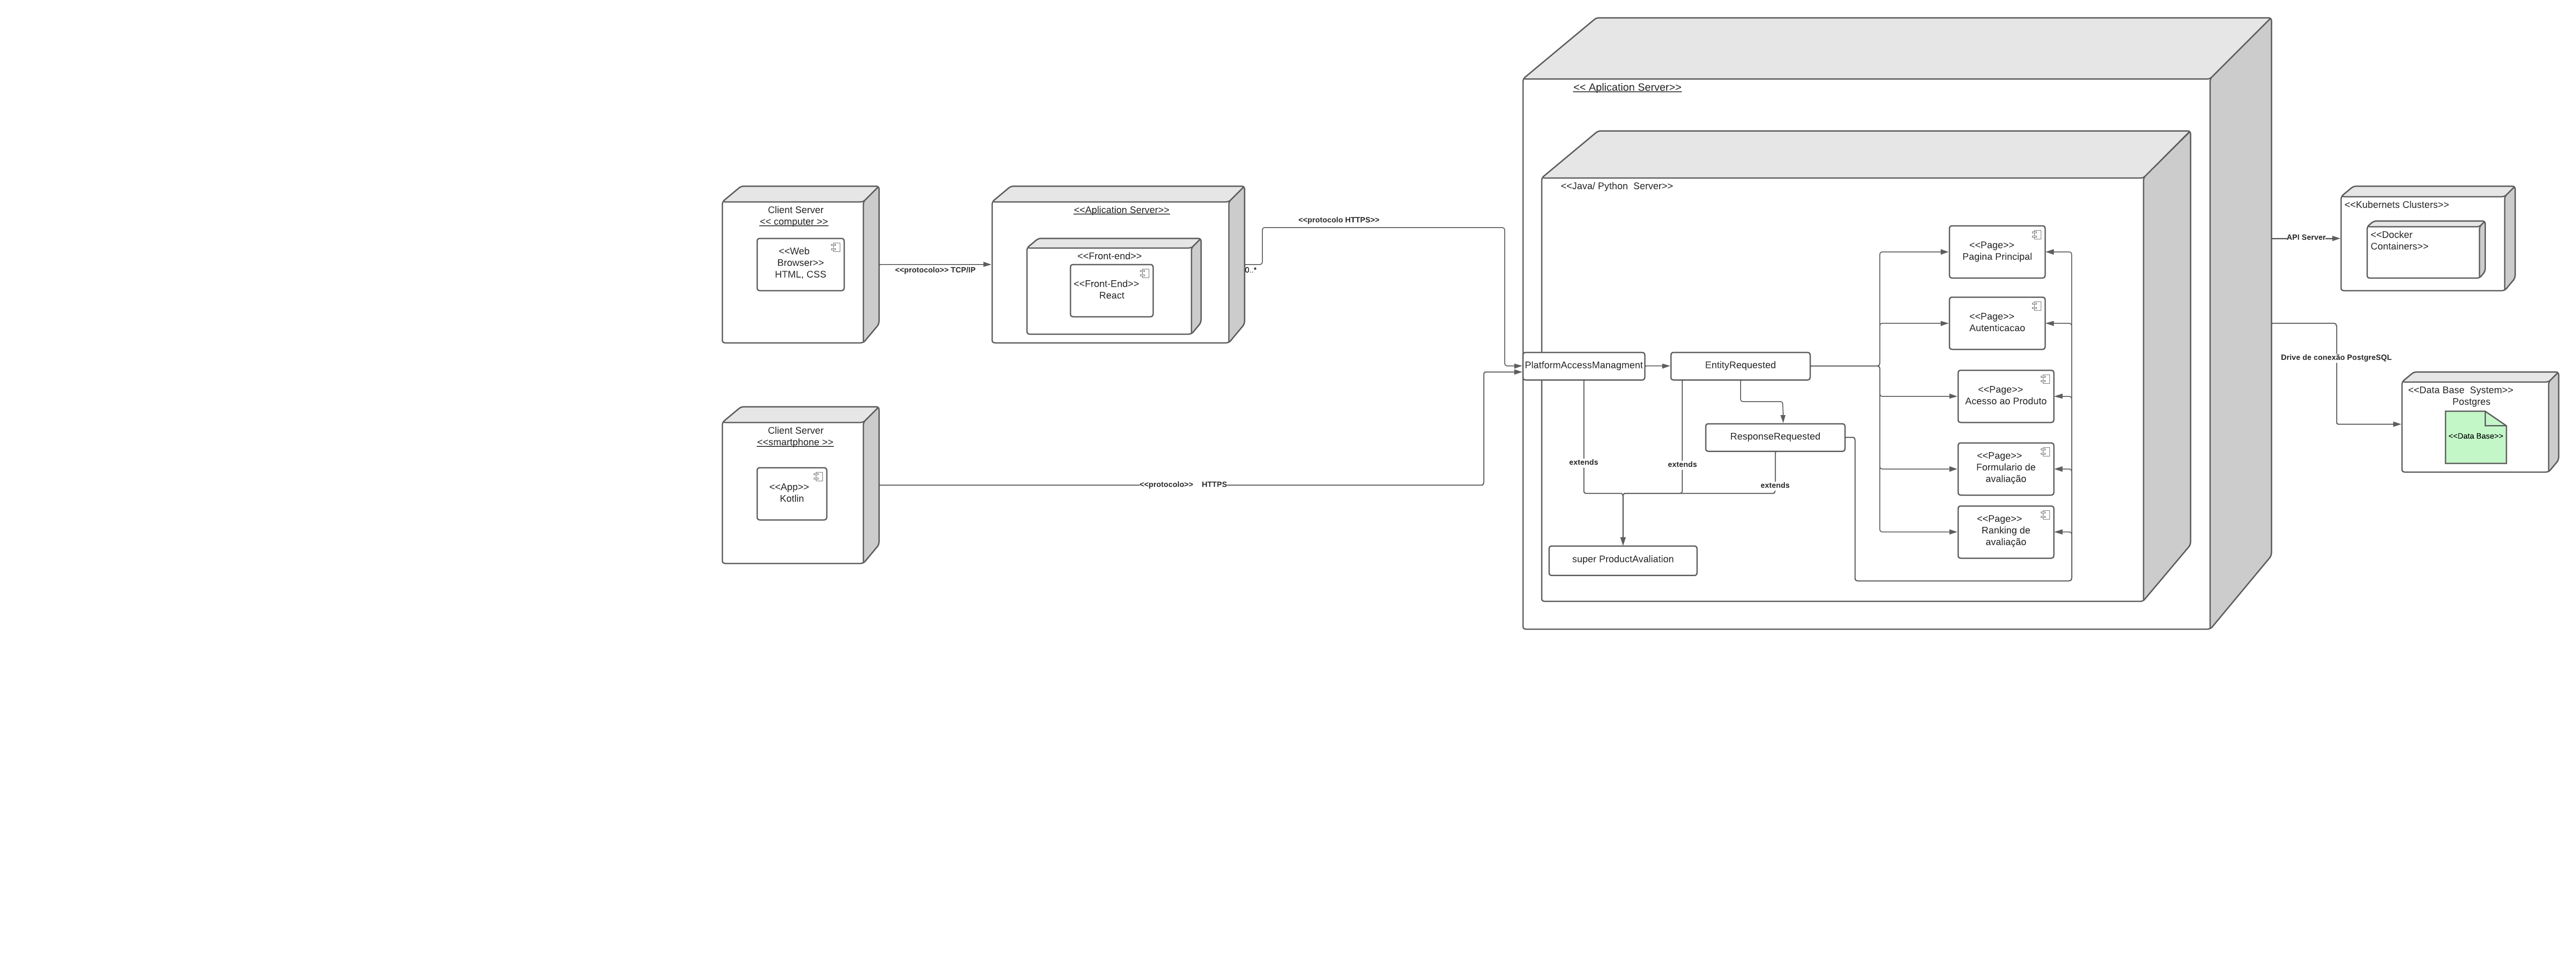 Client Server
<< computer >>
<<Web
Browser>>
HTML, CSS
<<protocolo>> TCP/IP
<<Aplication Server>>
<<Front-end>>
<<Front-End>>
React
0..*
<<protocolo HTTPS>>
Client Server
<<smartphone >>
<<App>>
Kotlin
<<protocolo>> HTTPS
<< Aplication Server>>
<<Java/ Python Server>>
PlatformAccessManagment
EntityRequested
ResponseRequested
extends
extends
extends
super ProductAvaliation
<<Page>>
Pagina Principal
<<Page>>
Autenticacao
<<Page>>
Acesso ao Produto
<<Page>>
Formulario de
avaliação
<<Page>>
Ranking de
avaliação
API Server
<<Kubernets Clusters>>
<<Docker
Containers>>
Drive de conexão PostgreSQL
<<Data Base System>>
Postgres
<<Data Base>>